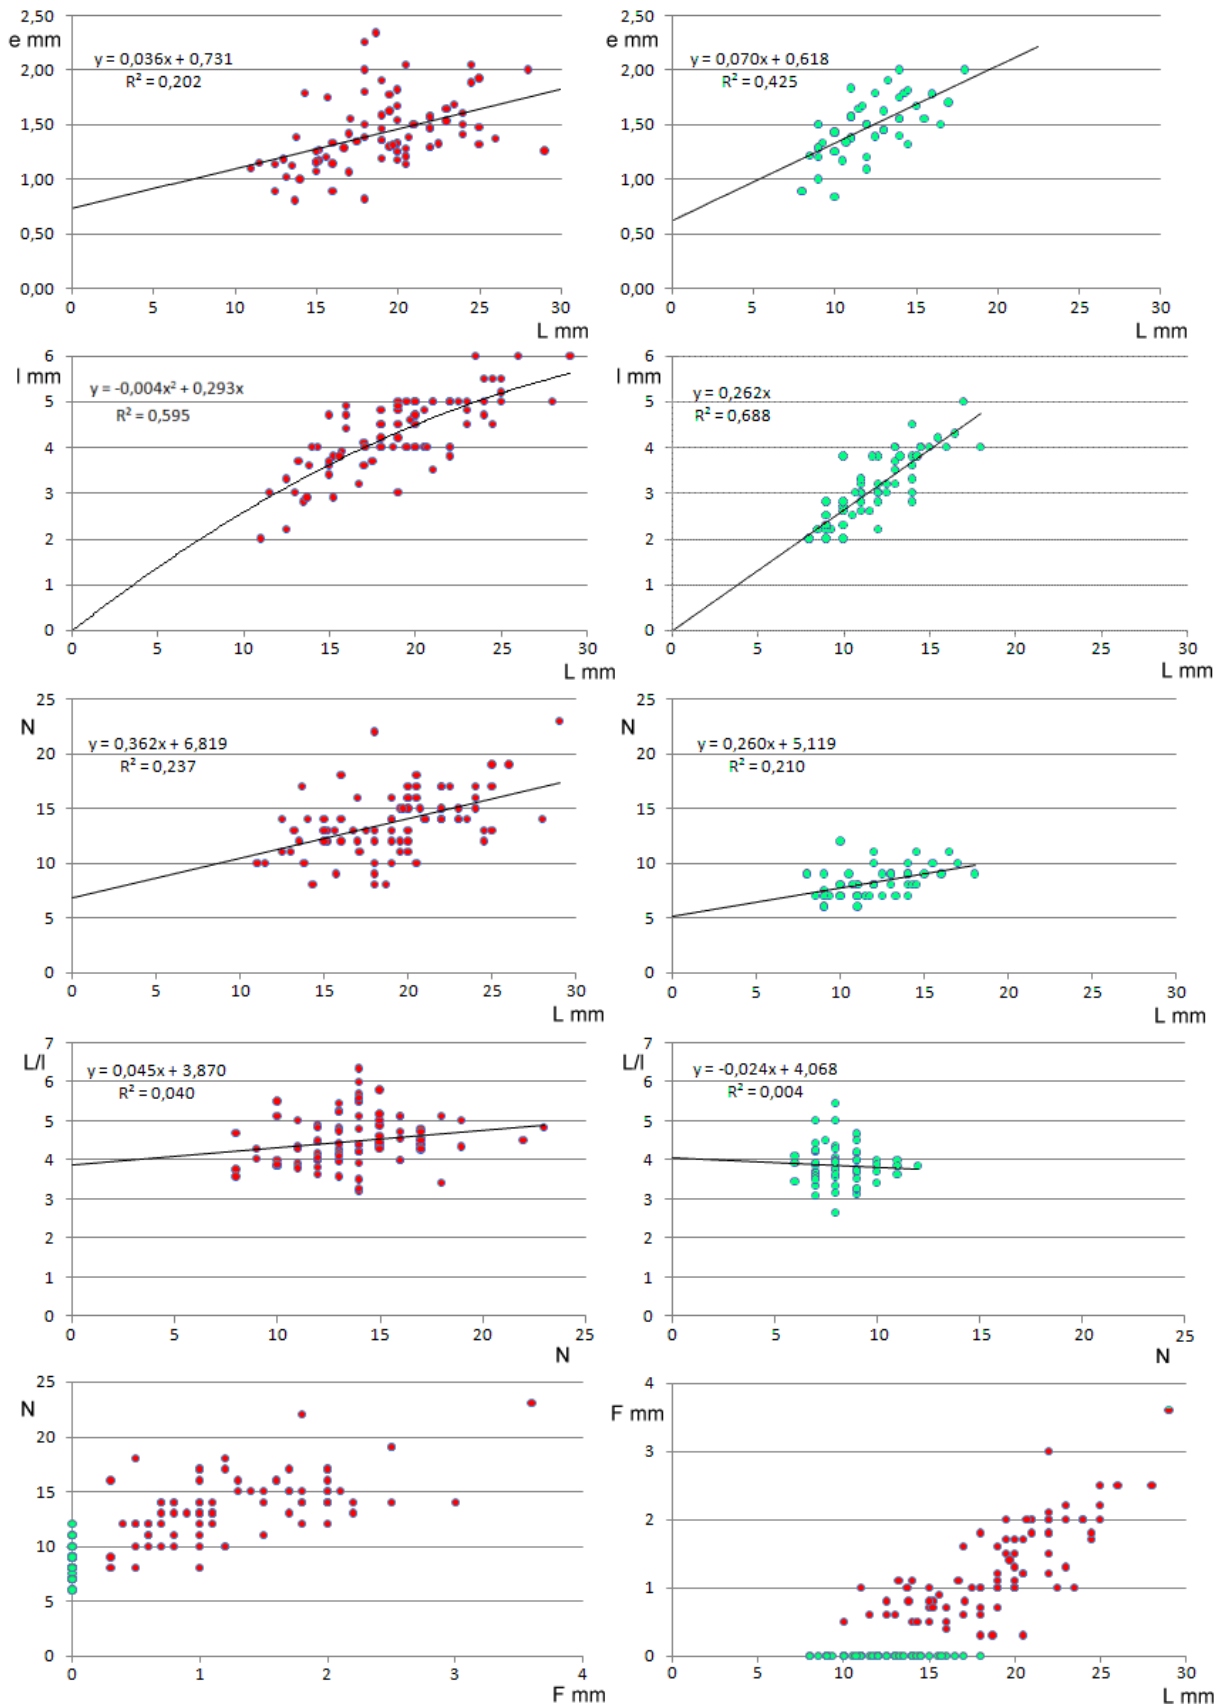 2,50
e mm
y = 0,036x + 0,731
R² = 0,202
2,00
1,50
1,00
0,50
0,00
0 5 10 15 20 25 30
L mm
2,50
e mm
y = 0,070x + 0,618
R² = 0,425
2,00
1,50
1,00
0,50
0,00
0 5 10 15 20 25 30
L mm
6
l mm
y = -0,004x² + 0,293x
R² = 0,595
5
4
3
2
1
0
0 5 10 15 20 25 30
L mm
6
l mm
y = 0,262x
R² = 0,688
5
4
3
2
1
0
0 5 10 15 20 25 30
L mm
25
N
y = 0,362x + 6,819
R² = 0,237
20
15
10
5
0
0 5 10 15 20 25 30
L mm
25
N
y = 0,260x + 5,119
R² = 0,210
20
15
10
5
0
0 5 10 15 20 25 30
L mm
7
L/l
y = 0,045x + 3,870
R² = 0,040
6
5
4
3
2
1
0
0 5 10 15 20 25
N
7
L/l
y = -0,024x + 4,068
R² = 0,004
6
5
4
3
2
1
0
0 5 10 15 20 25
N
25
N
20
15
10
5
0
0 1 2 3 4
F mm
4
F mm
3
2
1
0
0 5 10 15 20 25 30
L mm